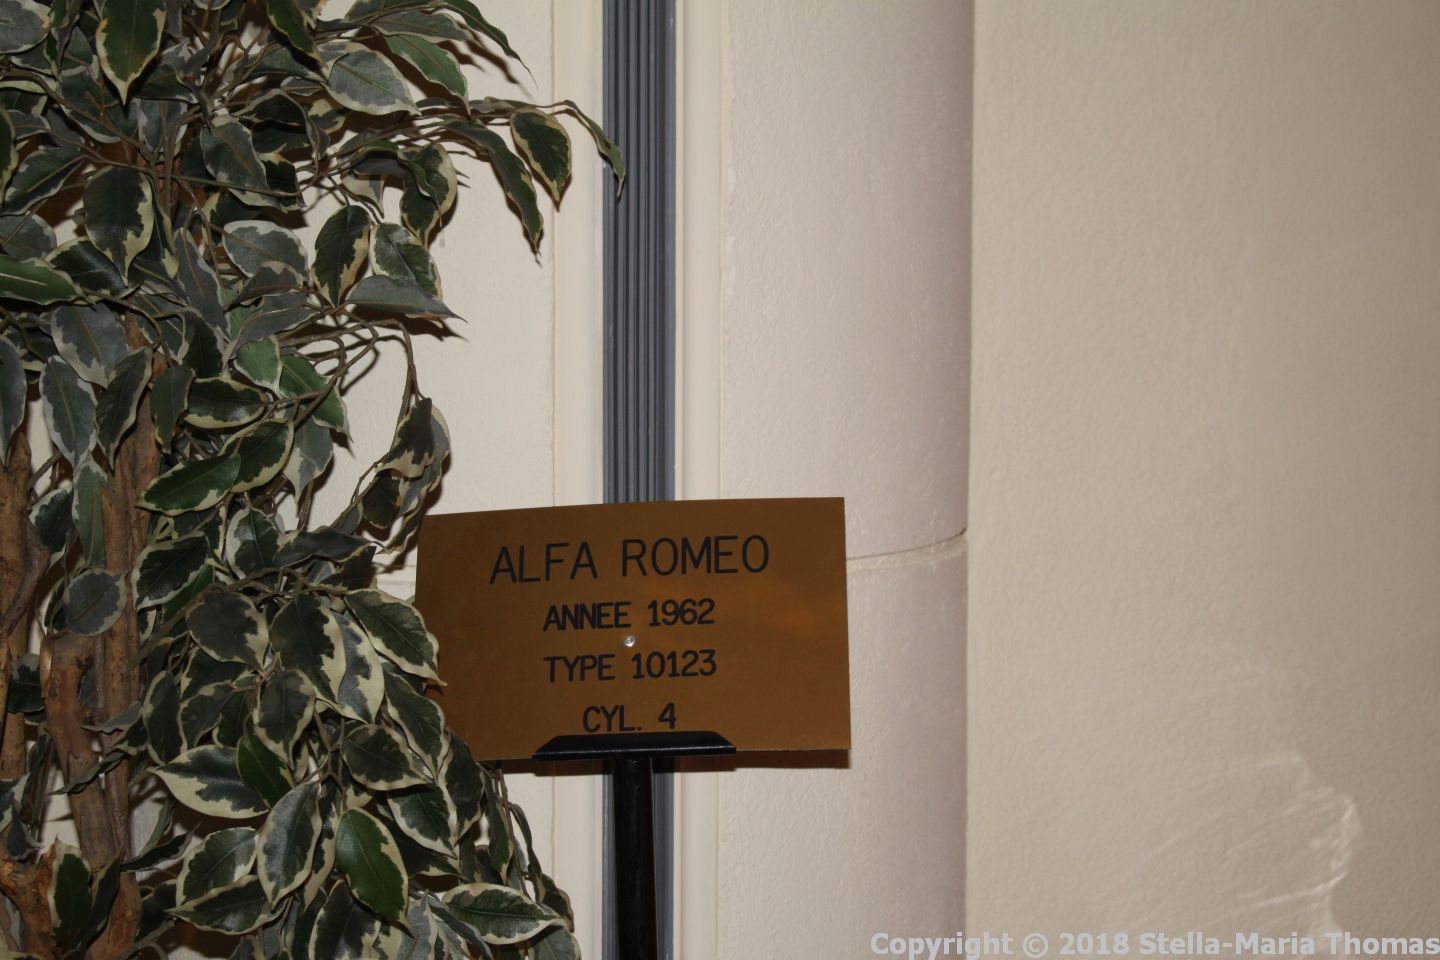 ALFA ROMEO
ANNEE 1962
TYPE 10123
CYL. 4
Copyright © 2018 Stella-Maria Thomas